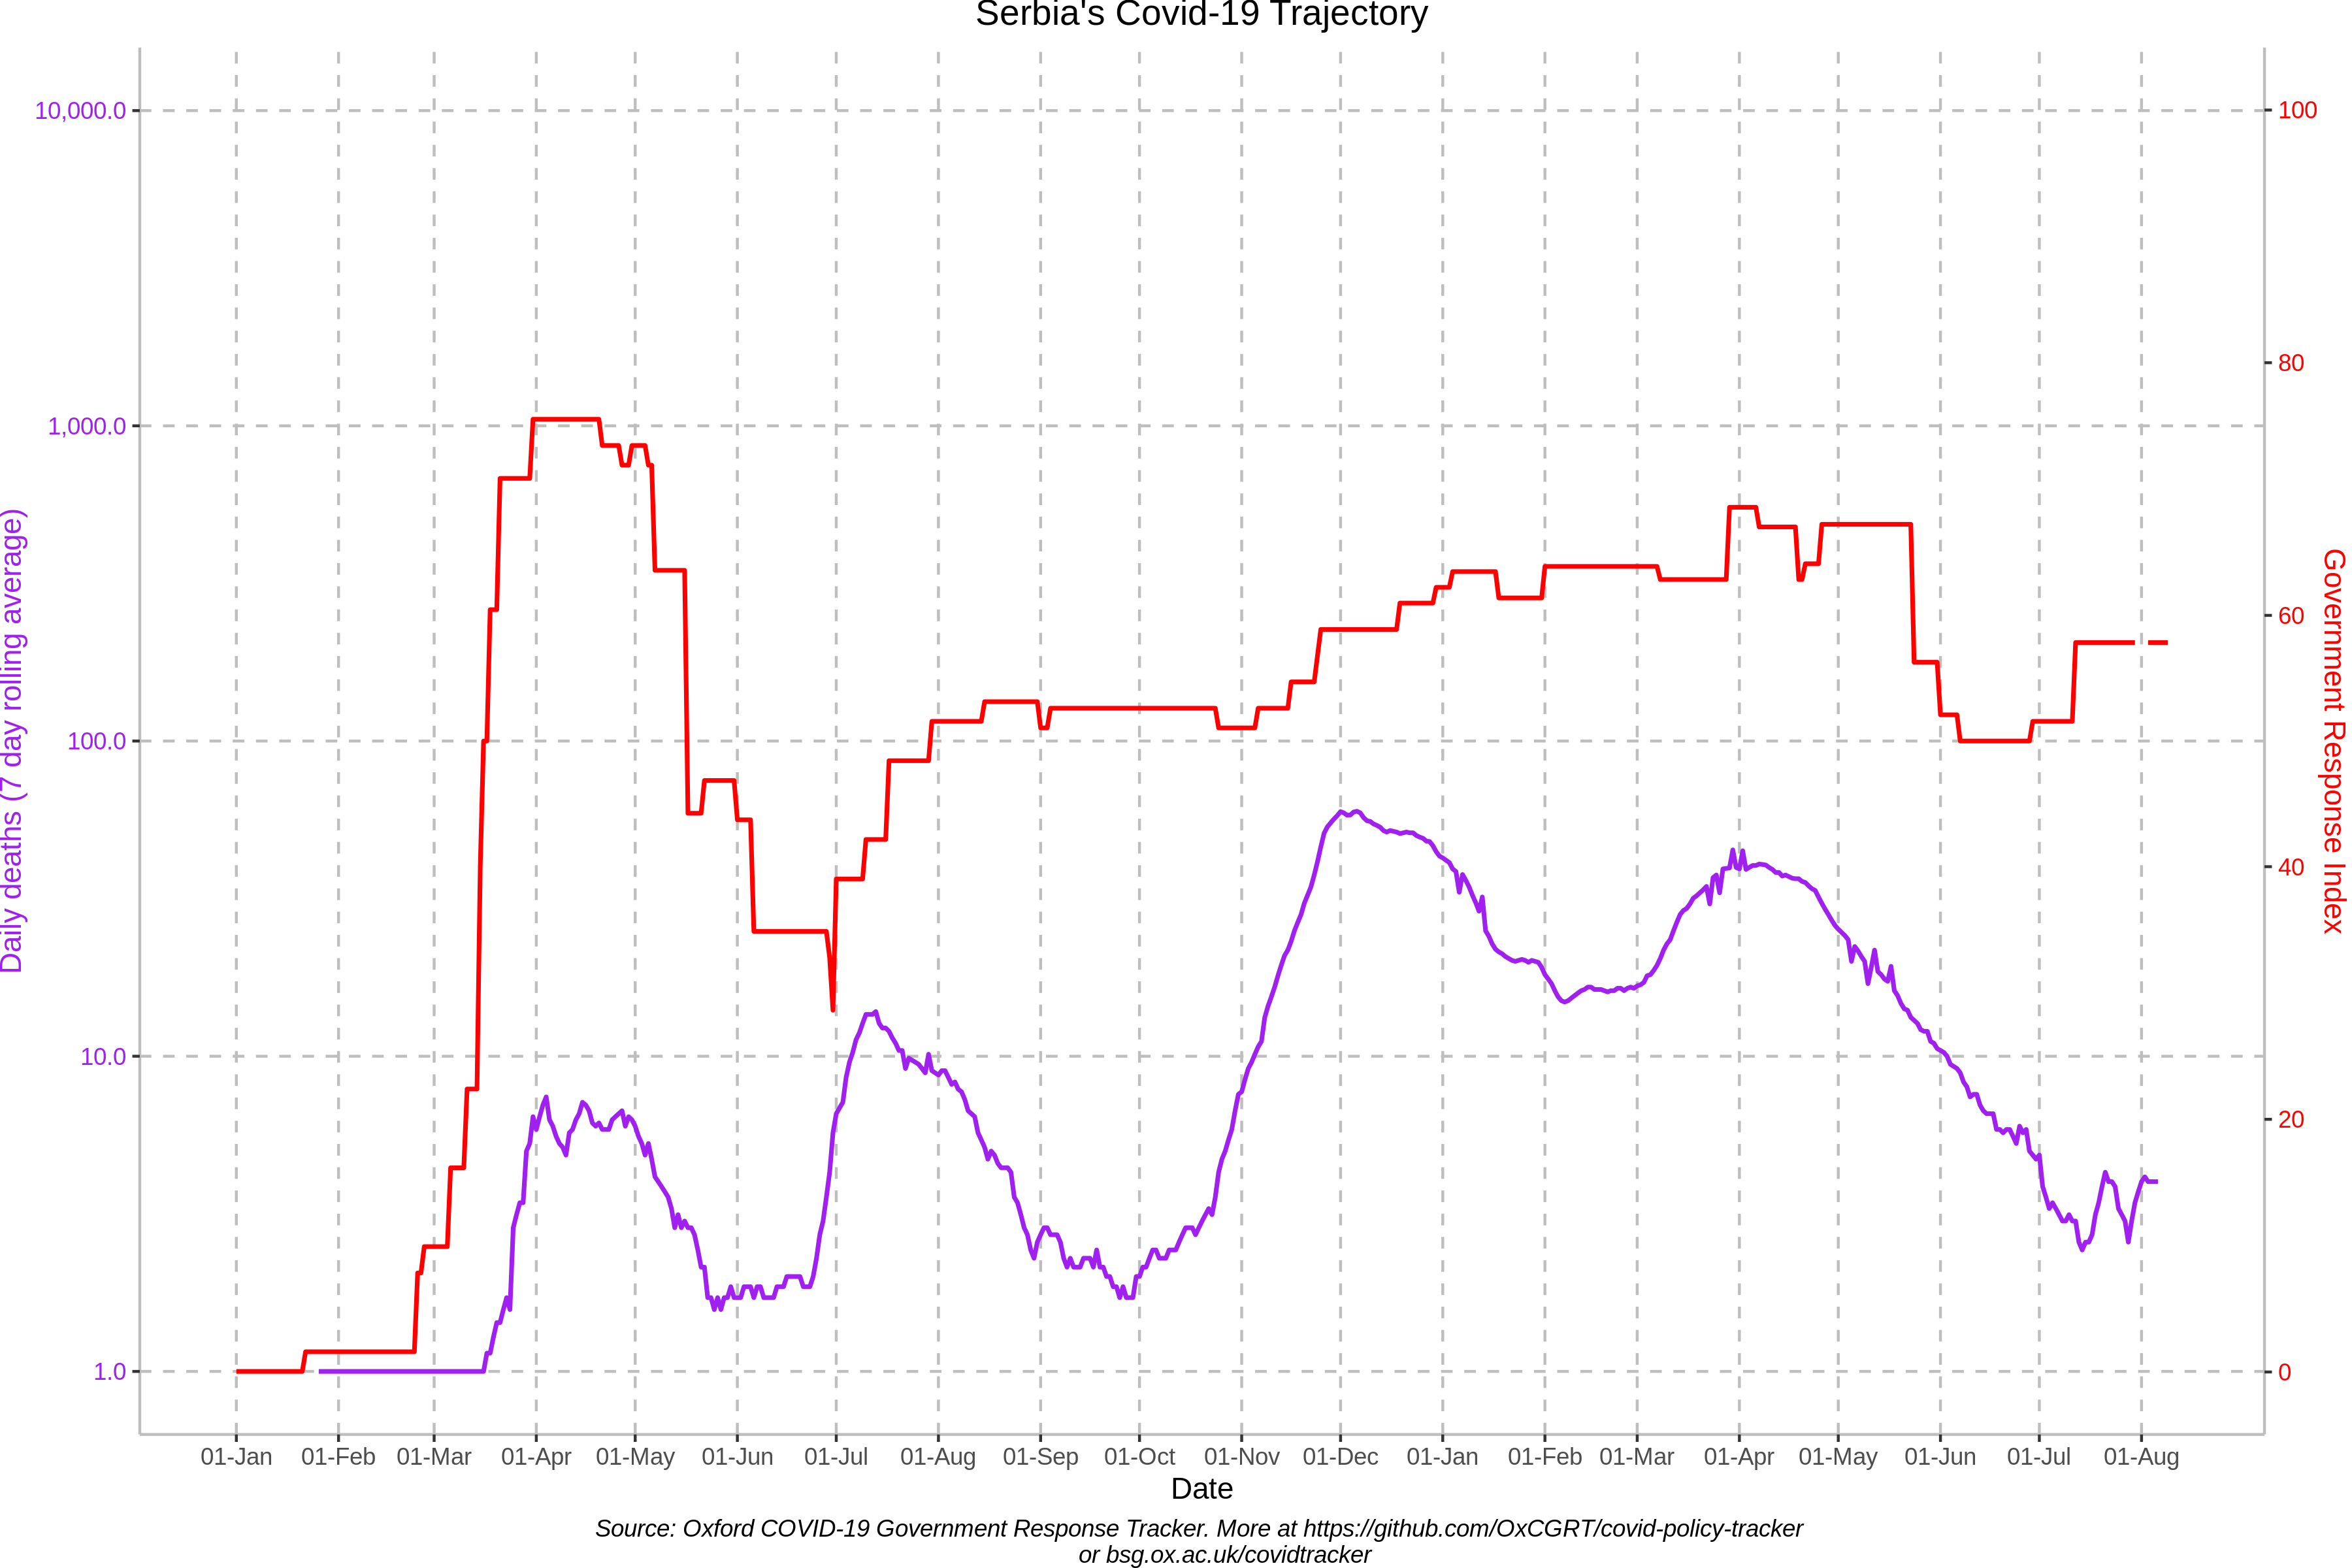 Serbia's Covid-19 Trajectory
10,000.0
1,000.0
100.0
10.0
1.0
Daily deaths (7 day rolling average)
100
80
60
40
20
0
Government Response Index
01-Jan 01-Feb 01-Mar 01-Apr 01-May 01-Jun 01-Jul 01-Aug 01-Sep 01-Oct 01-Nov 01-Dec 01-Jan 01-Feb 01-Mar 01-Apr 01-May 01-Jun 01-Jul 01-Aug
Date
Source: Oxford COVID-19 Government Response Tracker. More at https://github.com/OxCGRT/covid-policy-tracker
or bsg.ox.ac.uk/covidtracker